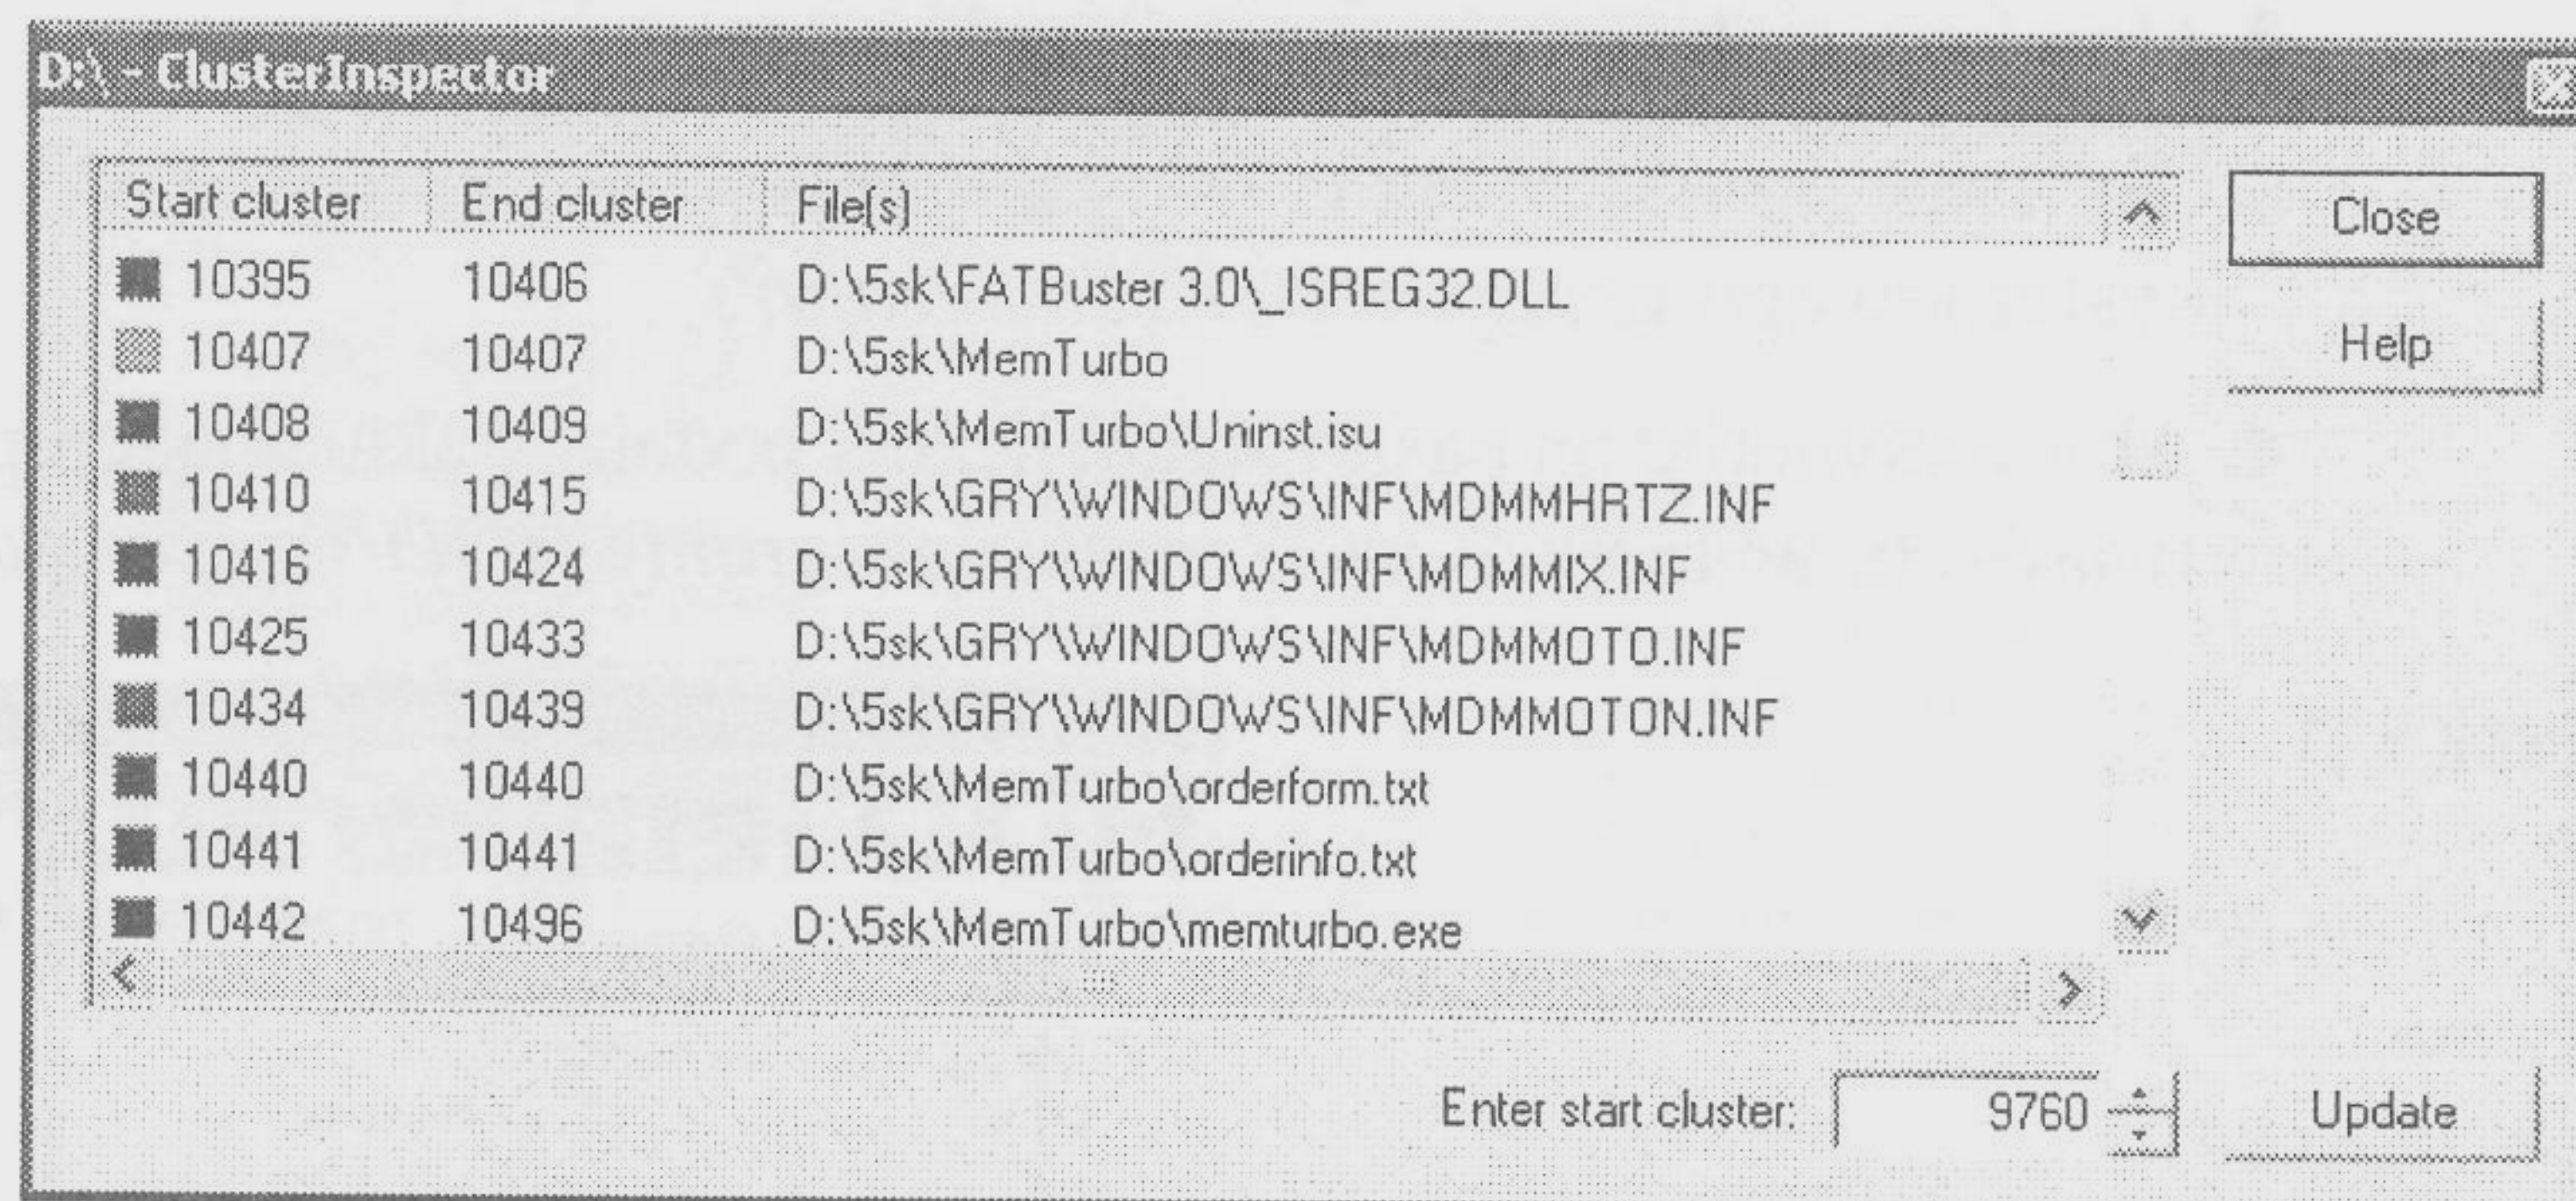 D:\ - ClusterInspector
Start cluster End cluster File(s)
Close
10395 10406 D:\5sk\FATBuster 3.0\_ISREG32.DLL
Help
10407 10407 D:\5sk\MemTurbo
10408 10409 D:\5sk\MemTurbo\Uninst.isu
10410 10415 D:\5sk\GRY\WINDOWS\INF\MDMMHRTZ.INF
10416 10424 D:\5sk\GRY\WINDOWS\INF\MDMMIX.INF
10425 10433 D:\5sk\GRY\WINDOWS\INF\MDMMOTO.INF
10434 10439 D:\5sk\GRY\WINDOWS\INF\MDMMOTON.INF
10440 10440 D:\5sk\MemTurbo\orderform.txt
10441 10441 D:\5sk\MemTurbo\orderinfo.txt
10442 10496 D:\5sk\MemTurbo\memturbo.exe
Enter start cluster: 9760 Update